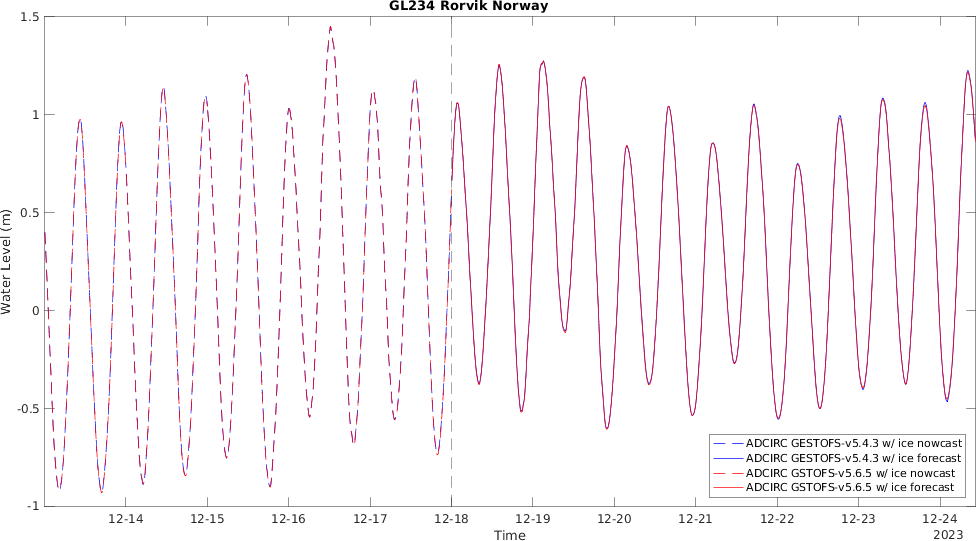 GL234 Rorvik Norway
1.5
1
0.5
0
-0.5
-1
Water Level (m)
12-14 12-15 12-16 12-17 12-18 12-19 12-20 12-21 12-22 12-23 12-24
Time
2023
ADCIRC GESTOFS-v5.4.3 w/ ice nowcast
ADCIRC GESTOFS-v5.4.3 w/ ice forecast
ADCIRC GSTOFS-v5.6.5 w/ ice nowcast
ADCIRC GSTOFS-v5.6.5 w/ ice forecast